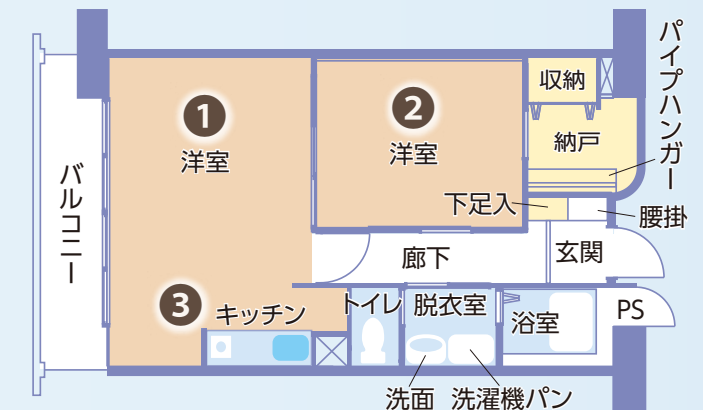 バルコニー
1
洋室
2
洋室
収納
納戸
パイプハンガー
下足入
腰掛
廊下
玄関
3
キッチン
トイレ
脱衣室
浴室
PS
洗面
洗濯機パン